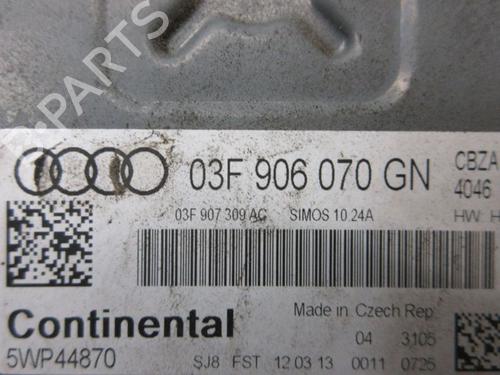 03F 906 070 GN
CBZA
4046
03F 907 309 AC SIMOS 10.24A
HW H
Continental
Made in Czech Rep.
04 3105
5WP44870
SJ8 FST 12 03 13 0011 0725